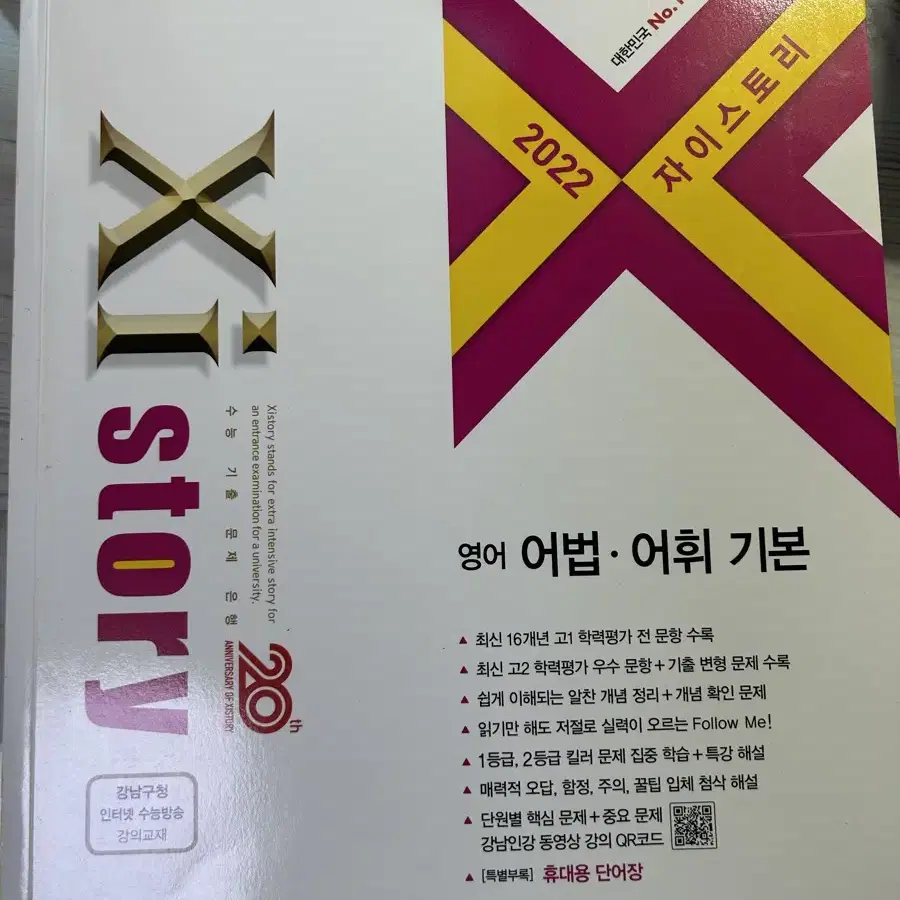 대한민국 No.
2022 자이스토리
Xi story
Xistory stands for extra intensive story for
an entrance examination for a university.
수능 기출 문제 은행
20th
ANNIVERSARY OF XISTORY
강남구청
인터넷 수능방송
강의교재
영어 어법·어휘 기본
▲ 최신 16개년 고1 학력평가 전 문항 수록
▲ 최신 고2 학력평가 우수 문항+기출 변형 문제 수록
▲ 쉽게 이해되는 알찬 개념 정리+개념 확인 문제
▲ 읽기만 해도 저절로 실력이 오르는 Follow Me!
▲ 1등급, 2등급 킬러 문제 집중 학습+특강 해설
▲ 매력적 오답, 함정, 주의, 꿀팁 입체 첨삭 해설
▲ 단원별 핵심 문제+중요 문제
강남인강 동영상 강의 QR코드
▲ [특별부록] 휴대용 단어장